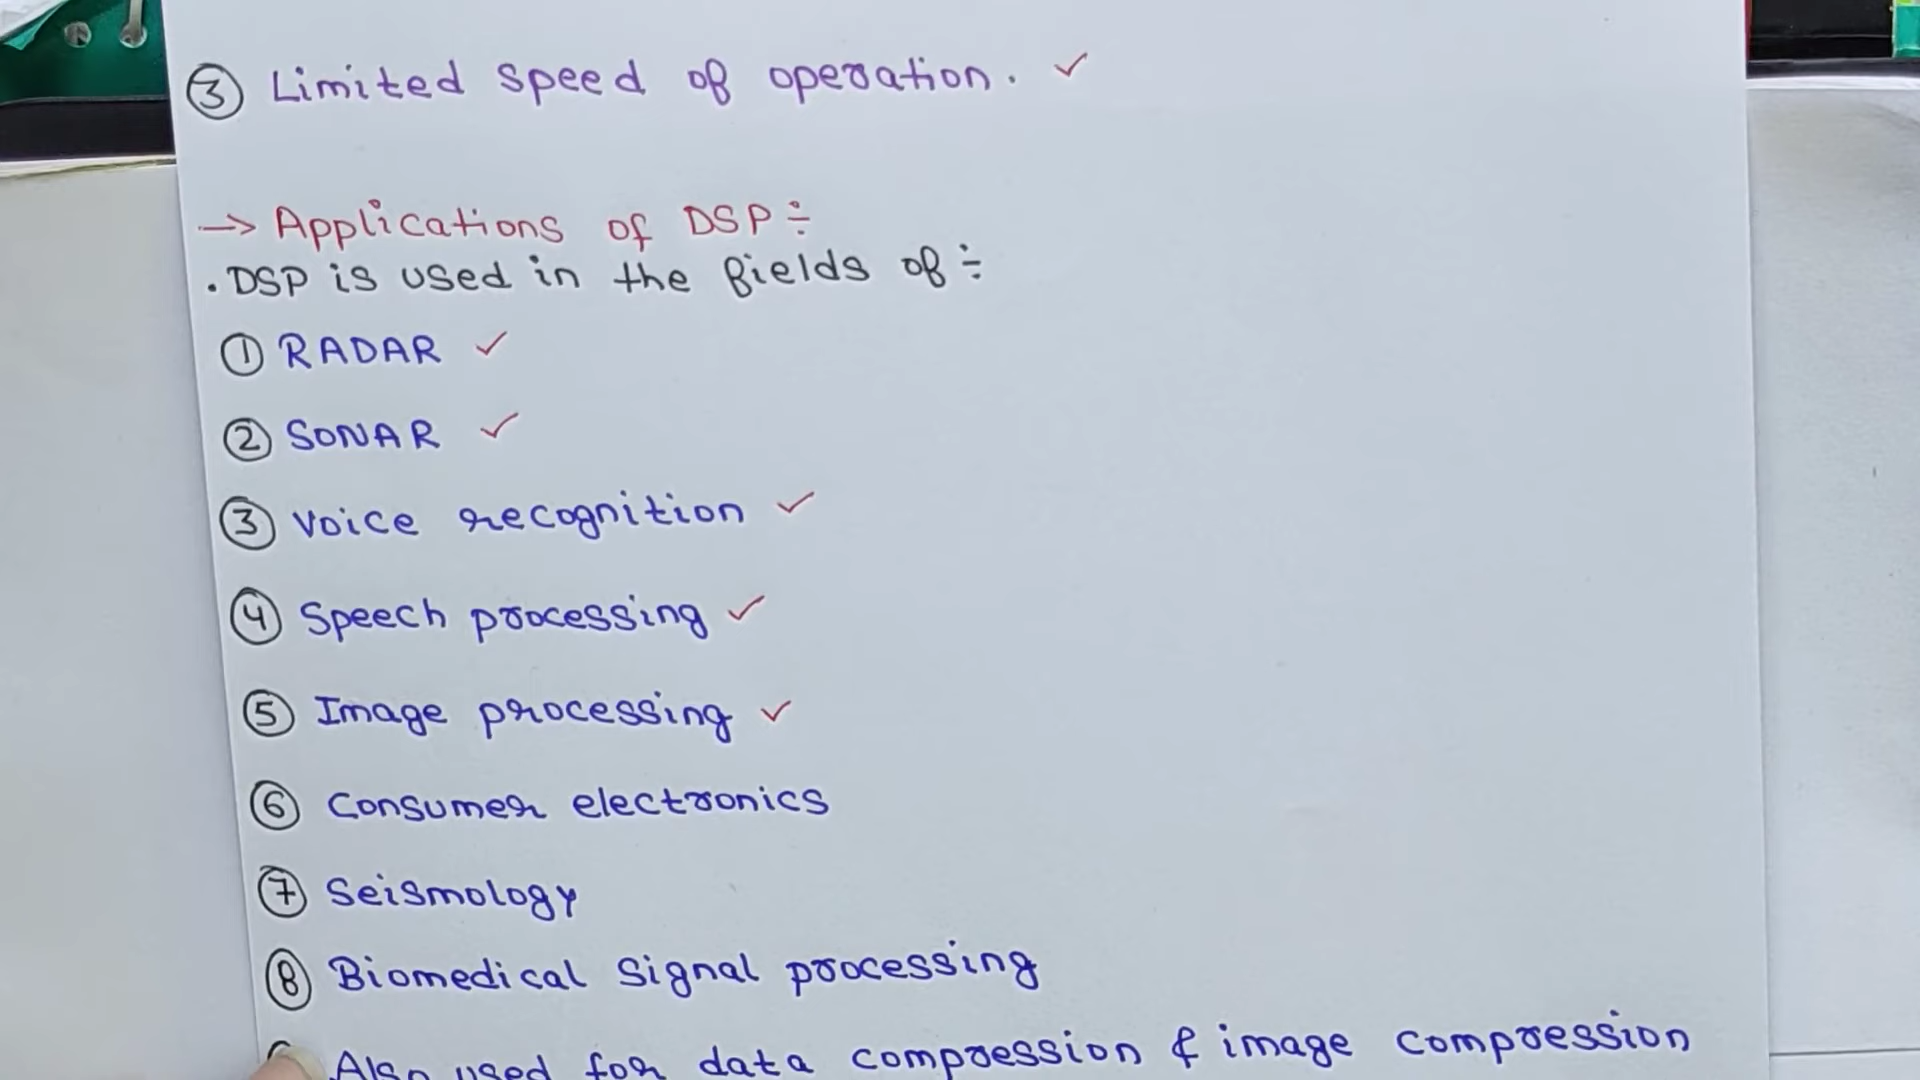 ③ Limited speed of operation.
→ Applications of DSP ÷
• DSP is used in the fields of ÷
① RADAR
② SONAR
③ Voice recognition
④ Speech processing
⑤ Image processing
⑥ Consumer electronics
⑦ Seismology
⑧ Biomedical signal processing
Also used for data compression & image compression